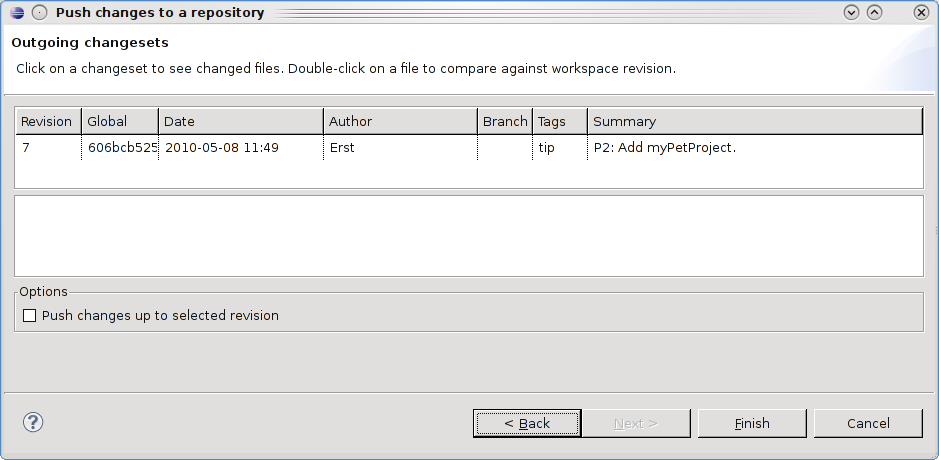 Push changes to a repository
Outgoing changesets
Click on a changeset to see changed files. Double-click on a file to compare against workspace revision.
Revision Global Date Author Branch Tags Summary
7 606bcb525 2010-05-08 11:49 Erst tip P2: Add myPetProject.
Options
Push changes up to selected revision
? < Back Next > Finish Cancel